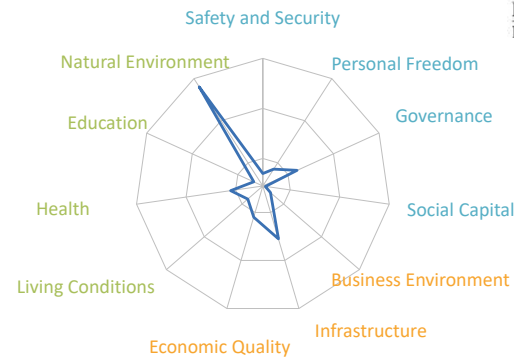 Safety and Security
Natural Environment
Personal Freedom
Education
Governance
Health
Social Capital
Living Conditions
Business Environment
Economic Quality
Infrastructure